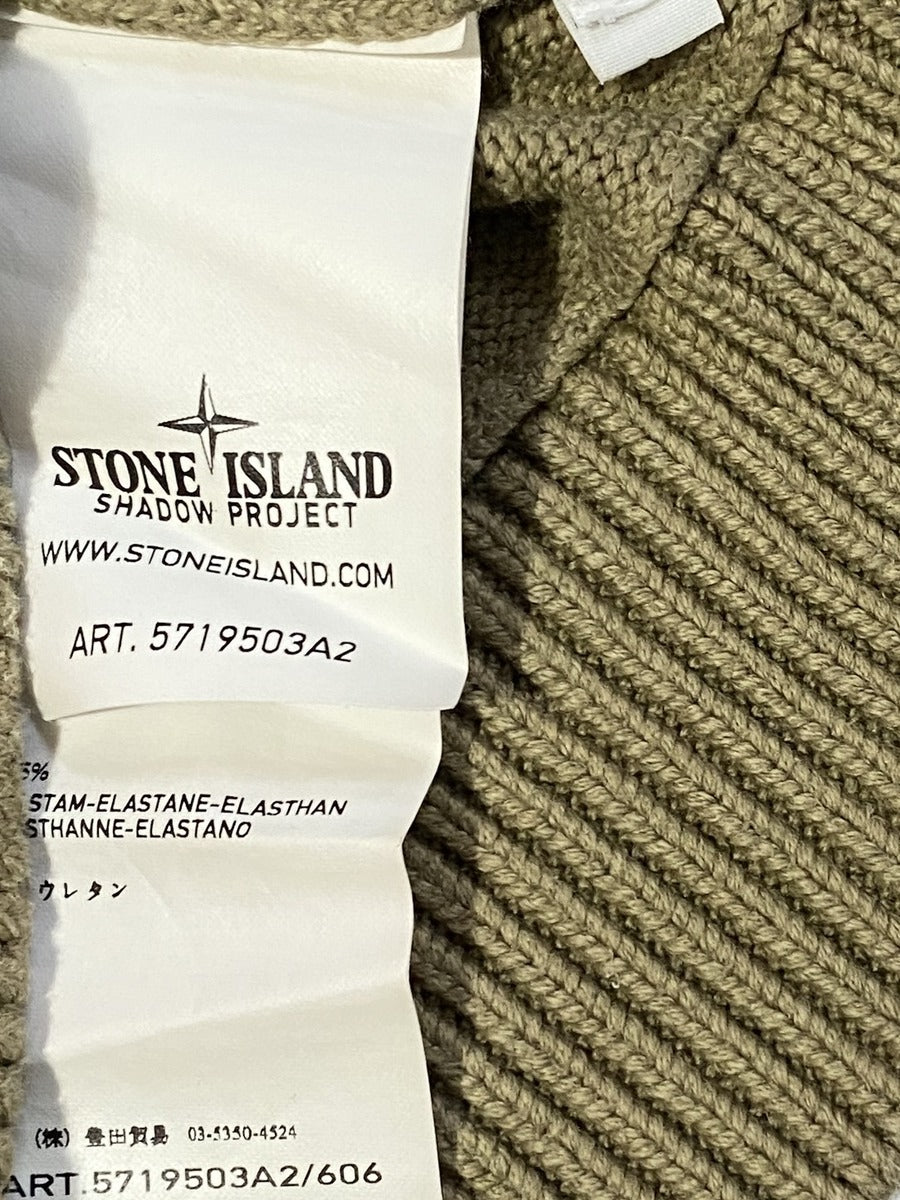 STONE ISLAND
SHADOW PROJECT
WWW.STONEISLAND.COM
ART. 5719503A2
5%
STAM-ELASTANE-ELASTHAN
STHANNE-ELASTANO
ウレタン
(株) 豊田貿易 03-5350-4524
ART.5719503A2/606